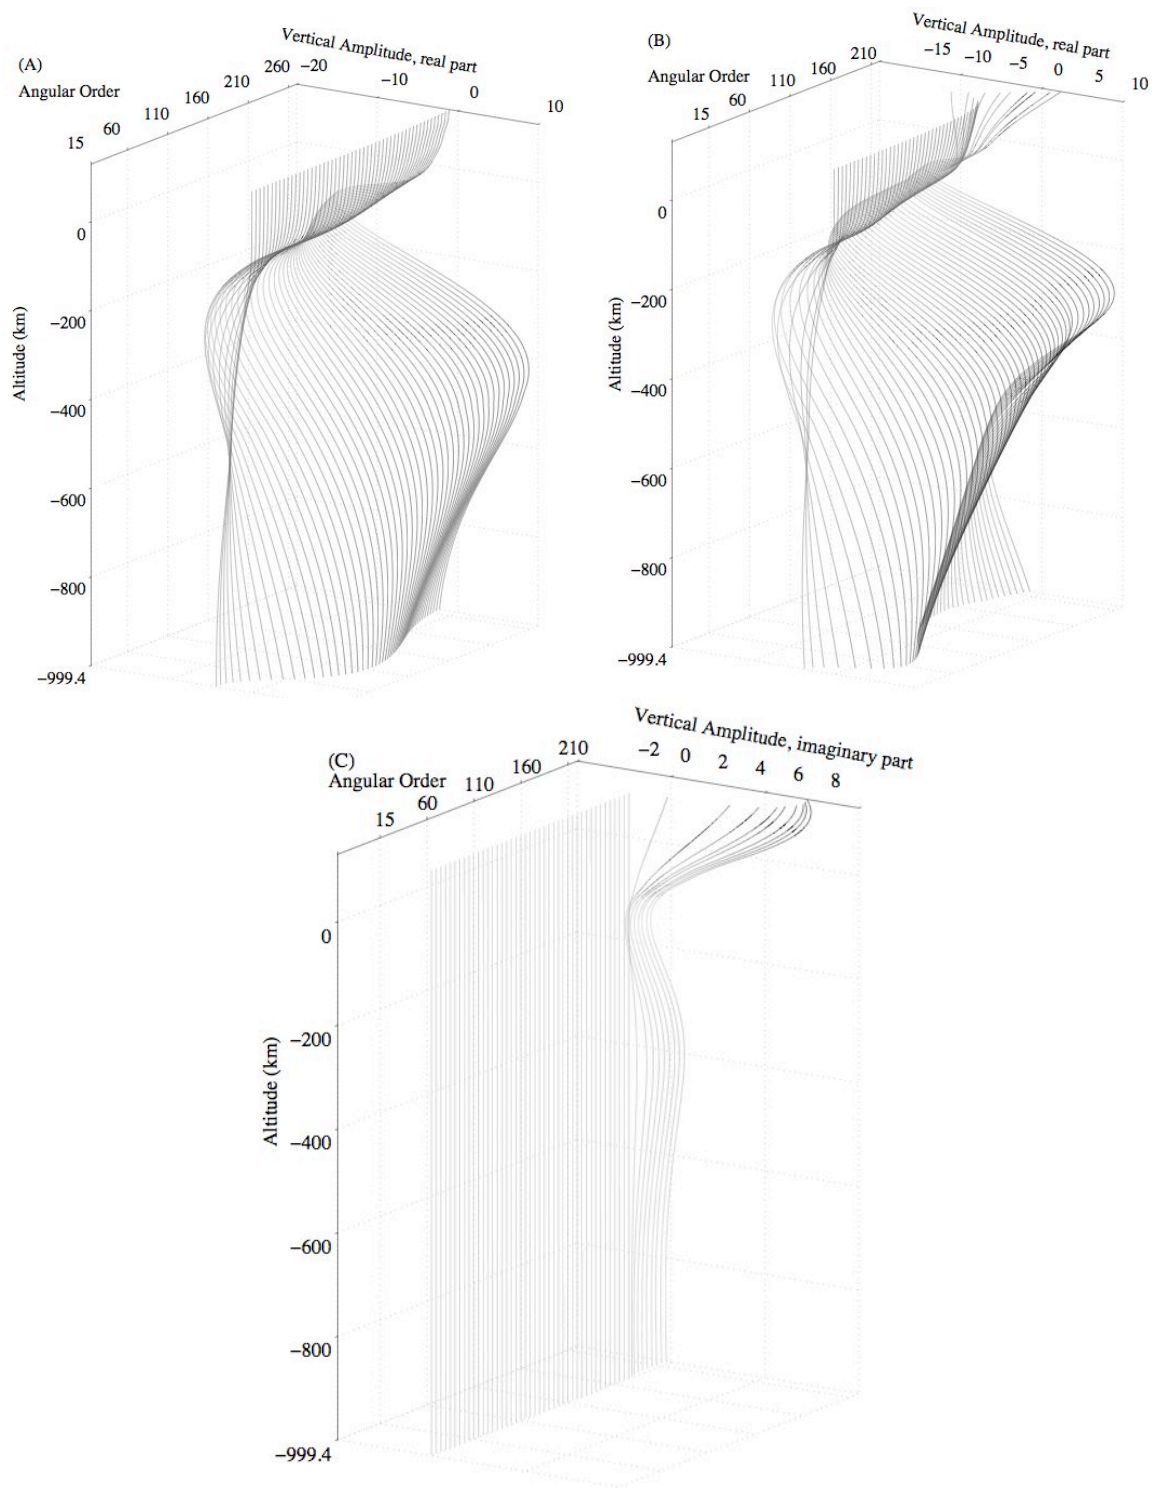 (A)
Vertical Amplitude, real part
Angular Order
15 60 110 160 210 260
−20 −10 0 10
Altitude (km)
0
−200
−400
−600
−800
−999.4
(B)
Vertical Amplitude, real part
Angular Order
15 60 110 160 210
−15 −10 −5 0 5 10
Altitude (km)
0
−200
−400
−600
−800
−999.4
(C)
Vertical Amplitude, imaginary part
Angular Order
15 60 110 160 210
−2 0 2 4 6 8
Altitude (km)
0
−200
−400
−600
−800
−999.4